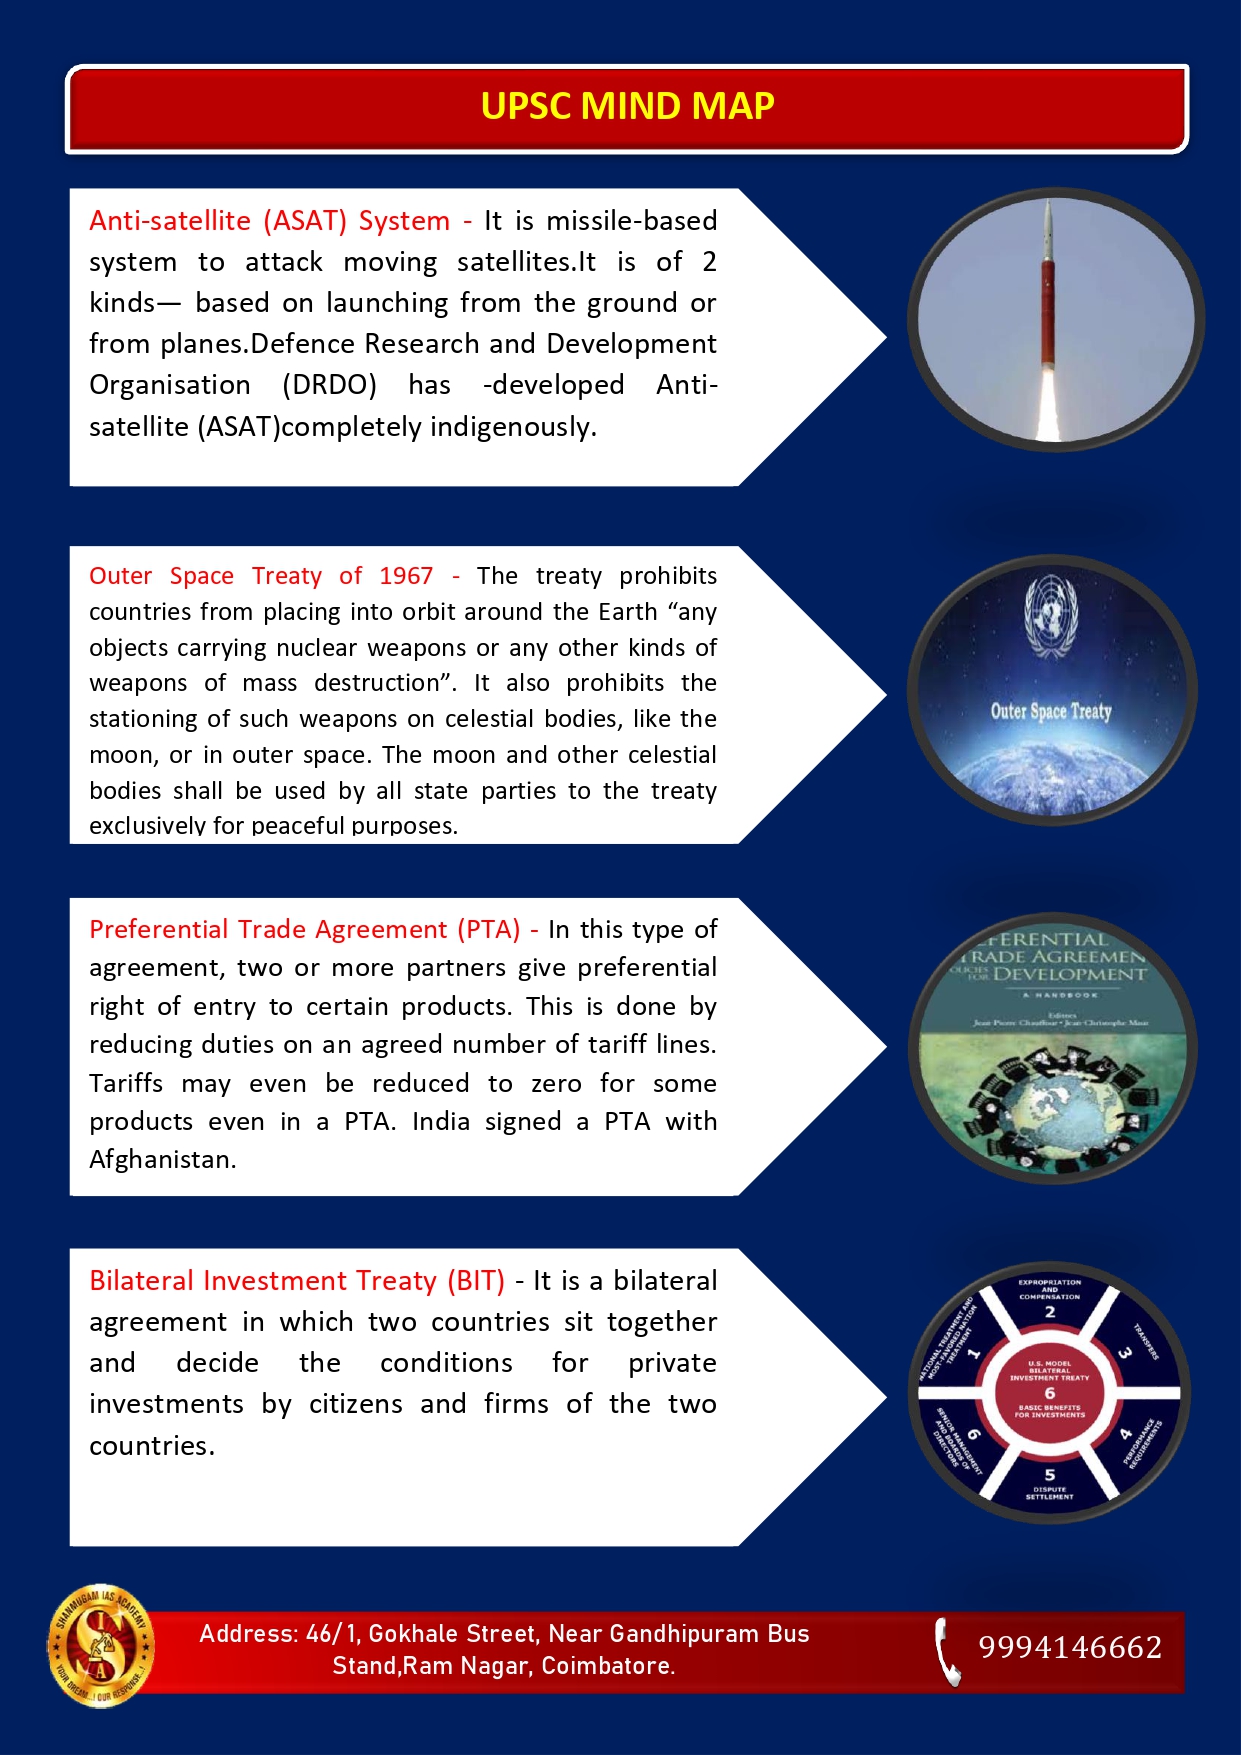 UPSC MIND MAP
Anti-satellite (ASAT) System - It is missile-based
system to attack moving satellites.It is of 2
kinds— based on launching from the ground or
from planes.Defence Research and Development
Organisation (DRDO) has -developed Anti-
satellite (ASAT)completely indigenously.
Outer Space Treaty of 1967 - The treaty prohibits
countries from placing into orbit around the Earth “any
objects carrying nuclear weapons or any other kinds of
weapons of mass destruction”. It also prohibits the
stationing of such weapons on celestial bodies, like the
moon, or in outer space. The moon and other celestial
bodies shall be used by all state parties to the treaty
exclusively for peaceful purposes.
Outer Space Treaty
Preferential Trade Agreement (PTA) - In this type of
agreement, two or more partners give preferential
right of entry to certain products. This is done by
reducing duties on an agreed number of tariff lines.
Tariffs may even be reduced to zero for some
products even in a PTA. India signed a PTA with
Afghanistan.
EFERENTIAL
TRADE AGREEMEN
FOR DEVELOPMENT
A HANDBOOK
Editors
Jean-Pierre Chauffour • Jean-Christophe Maur
Bilateral Investment Treaty (BIT) - It is a bilateral
agreement in which two countries sit together
and decide the conditions for private
investments by citizens and firms of the two
countries.
U.S. MODEL
BILATERAL
INVESTMENT TREATY
6
BASIC BENEFITS
FOR INVESTMENTS
1
NATIONAL TREATMENT AND
MOST-FAVORED NATION
TREATMENT
EXPROPRIATION
AND
COMPENSATION
2
3
TRANSFERS
4
PERFORMANCE
REQUIREMENTS
5
DISPUTE
SETTLEMENT
6
SENIOR MANAGEMENT
AND BOARDS OF
DIRECTORS
SHANMUGAM IAS ACADEMY
SIA
YOUR DREAM...! OUR RESPONSE...!
Address: 46/1, Gokhale Street, Near Gandhipuram Bus
Stand,Ram Nagar, Coimbatore.
9994146662